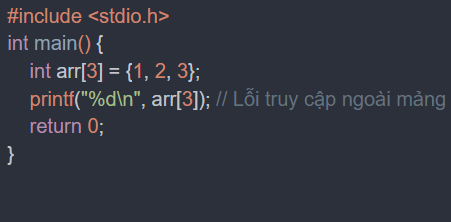 #include <stdio.h>
int main() {
    int arr[3] = {1, 2, 3};
    printf("%d\n", arr[3]); // Lỗi truy cập ngoài mảng
    return 0;
}